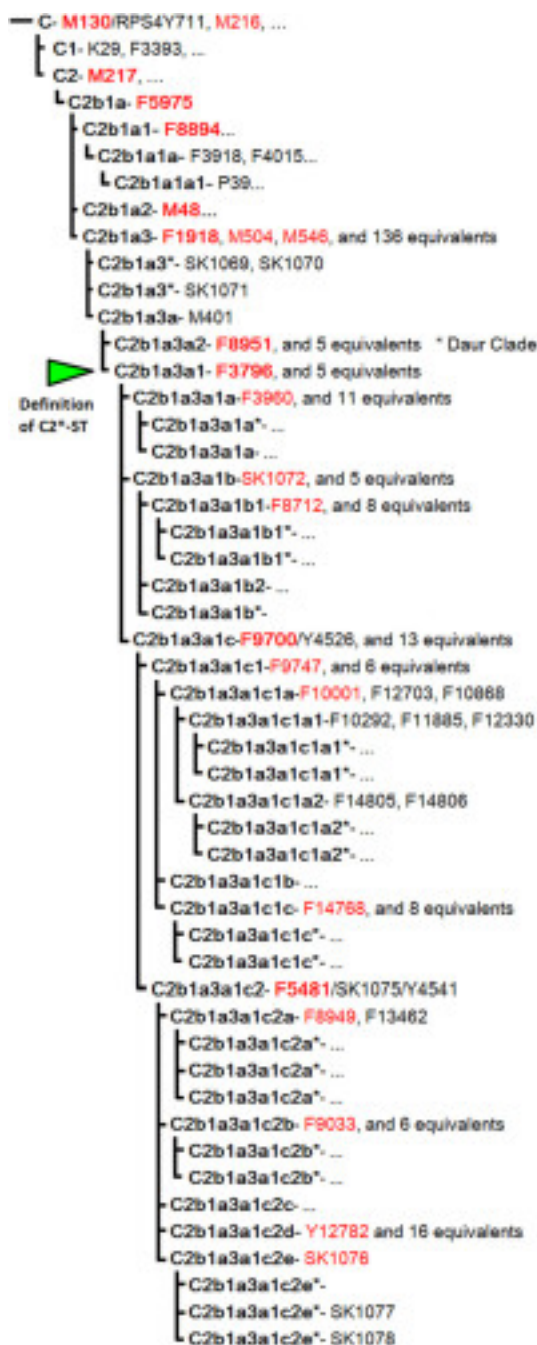 C- M130/RPS4Y711, M216, ...
C1- K29, F3393, ...
C2- M217, ...
C2b1a- F5975
C2b1a1- F8894...
C2b1a1a- F3918, F4015...
C2b1a1a1- P39...
C2b1a2- M48...
C2b1a3- F1918, M504, M546, and 136 equivalents
C2b1a3*- SK1069, SK1070
C2b1a3*- SK1071
C2b1a3a- M401
C2b1a3a2- F8951, and 5 equivalents * Daur Clade
C2b1a3a1- F3796, and 5 equivalents
Definition
of C2*-ST
C2b1a3a1a- F3960, and 11 equivalents
C2b1a3a1a*- ...
C2b1a3a1a- ...
C2b1a3a1b-SK1072, and 5 equivalents
C2b1a3a1b1-F8712, and 8 equivalents
C2b1a3a1b1*- ...
C2b1a3a1b1*- ...
C2b1a3a1b2- ...
C2b1a3a1b*-
C2b1a3a1c-F9700/Y4526, and 13 equivalents
C2b1a3a1c1-F9747, and 6 equivalents
C2b1a3a1c1a-F10001, F12703, F10868
C2b1a3a1c1a1-F10292, F11885, F12330
C2b1a3a1c1a1*- ...
C2b1a3a1c1a1*- ...
C2b1a3a1c1a2- F14805, F14806
C2b1a3a1c1a2*- ...
C2b1a3a1c1a2*- ...
C2b1a3a1c1b- ...
C2b1a3a1c1c- F14768, and 8 equivalents
C2b1a3a1c1c*- ...
C2b1a3a1c1c*- ...
C2b1a3a1c2- F5481/SK1075/Y4541
C2b1a3a1c2a- F8949, F13462
C2b1a3a1c2a*- ...
C2b1a3a1c2a*- ...
C2b1a3a1c2a*- ...
C2b1a3a1c2b- F9033, and 6 equivalents
C2b1a3a1c2b*- ...
C2b1a3a1c2b*- ...
C2b1a3a1c2c- ...
C2b1a3a1c2d- Y12782 and 16 equivalents
C2b1a3a1c2e- SK1076
C2b1a3a1c2e*-
C2b1a3a1c2e*- SK1077
C2b1a3a1c2e*- SK1078